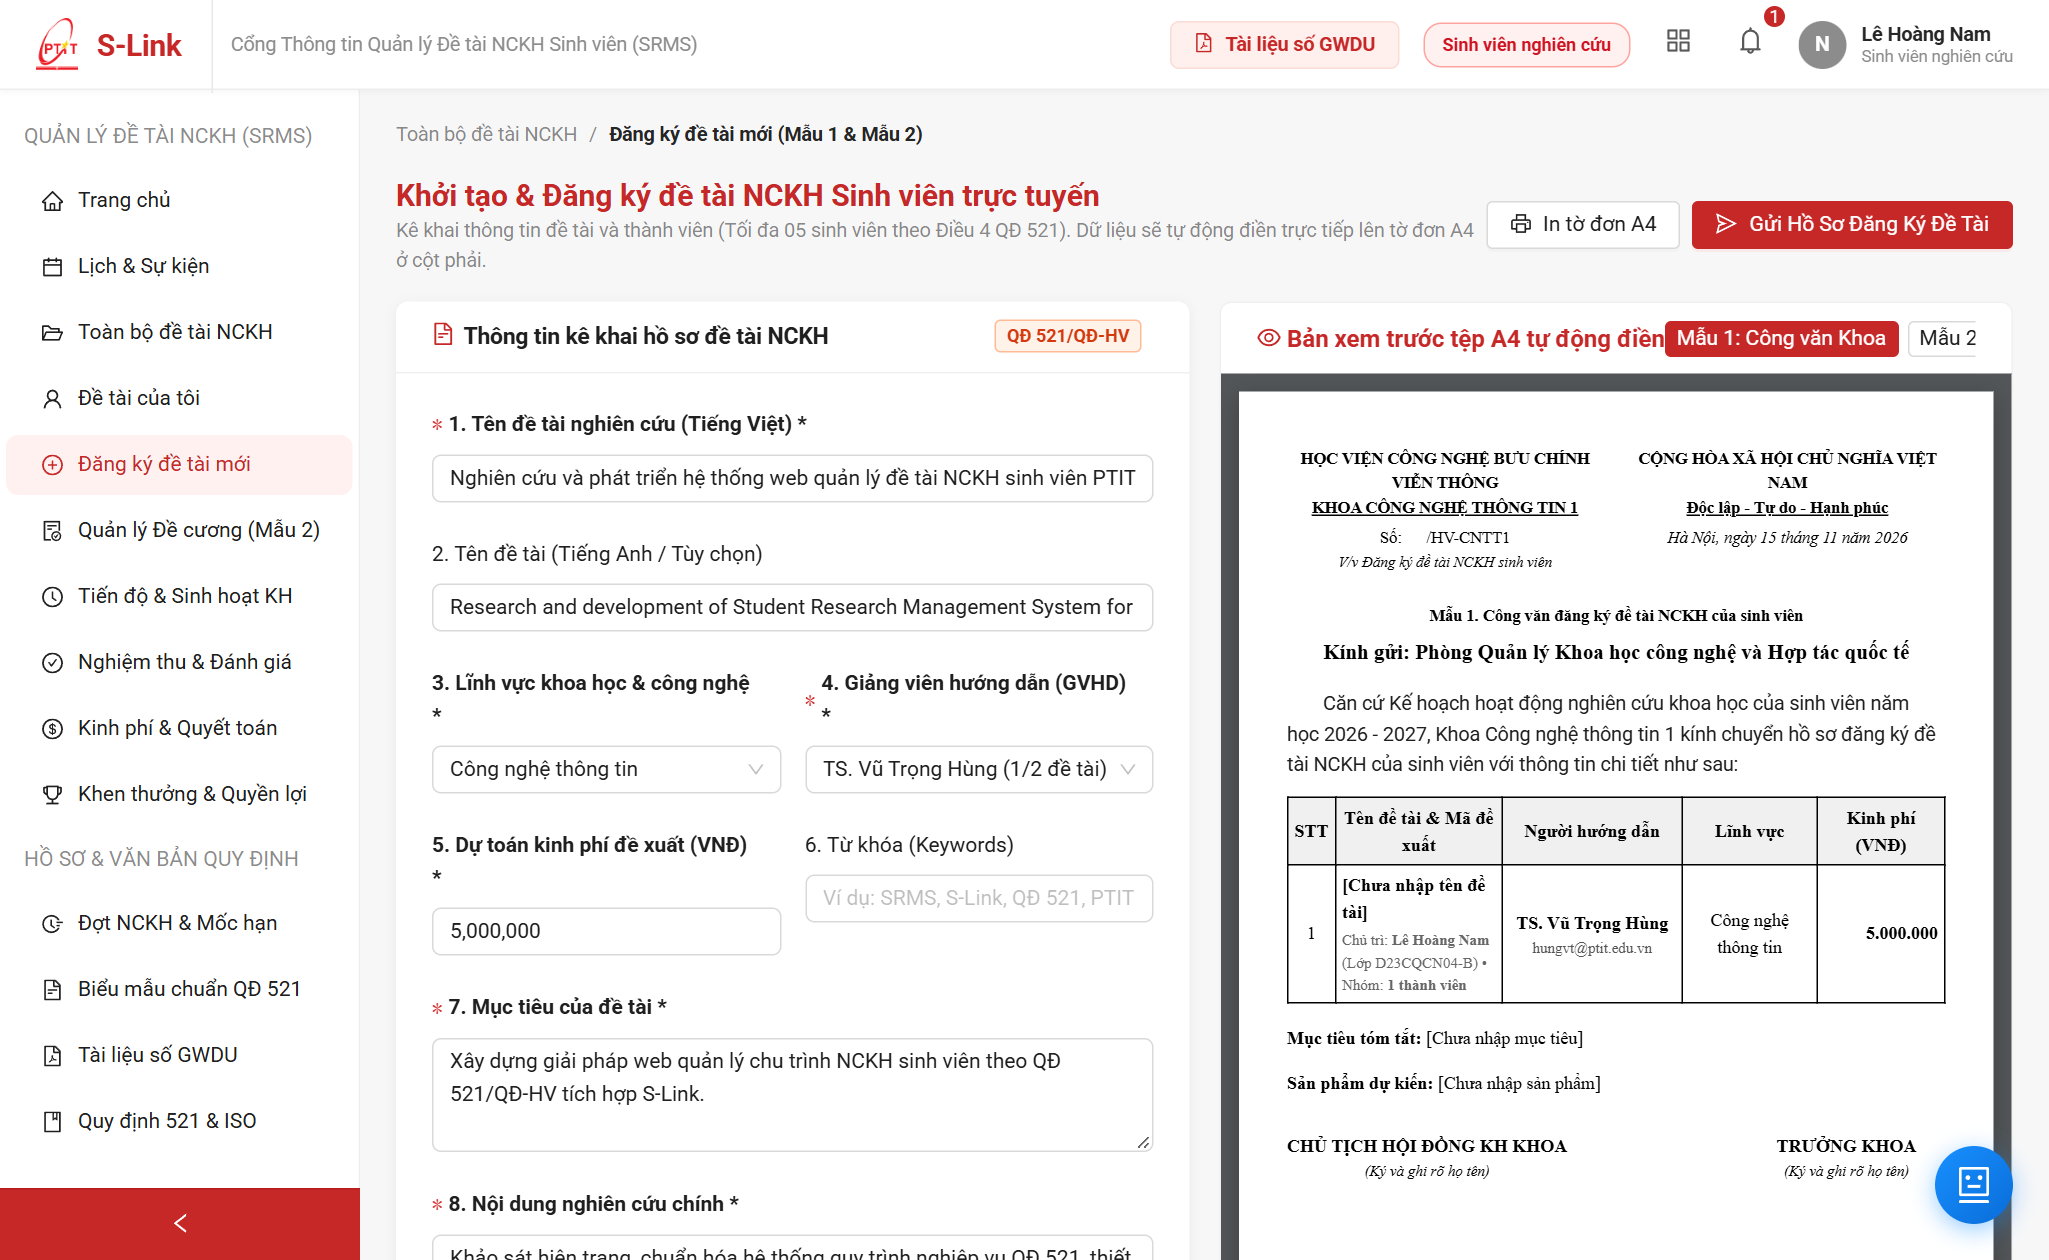 PTIT
S-Link
Cổng Thông tin Quản lý Đề tài NCKH Sinh viên (SRMS)
Tài liệu số GWDU
Sinh viên nghiên cứu
1
N
Lê Hoàng Nam
Sinh viên nghiên cứu
QUẢN LÝ ĐỀ TÀI NCKH (SRMS)
Trang chủ
Lịch & Sự kiện
Toàn bộ đề tài NCKH
Đề tài của tôi
Đăng ký đề tài mới
Quản lý Đề cương (Mẫu 2)
Tiến độ & Sinh hoạt KH
Nghiệm thu & Đánh giá
Kinh phí & Quyết toán
Khen thưởng & Quyền lợi
HỒ SƠ & VĂN BẢN QUY ĐỊNH
Đợt NCKH & Mốc hạn
Biểu mẫu chuẩn QĐ 521
Tài liệu số GWDU
Quy định 521 & ISO
Toàn bộ đề tài NCKH / Đăng ký đề tài mới (Mẫu 1 & Mẫu 2)
Khởi tạo & Đăng ký đề tài NCKH Sinh viên trực tuyến
Kê khai thông tin đề tài và thành viên (Tối đa 05 sinh viên theo Điều 4 QĐ 521). Dữ liệu sẽ tự động điền trực tiếp lên tờ đơn A4
ở cột phải.
In tờ đơn A4
Gửi Hồ Sơ Đăng Ký Đề Tài
Thông tin kê khai hồ sơ đề tài NCKH
QĐ 521/QĐ-HV
* 1. Tên đề tài nghiên cứu (Tiếng Việt) *
Nghiên cứu và phát triển hệ thống web quản lý đề tài NCKH sinh viên PTIT
2. Tên đề tài (Tiếng Anh / Tùy chọn)
Research and development of Student Research Management System for
3. Lĩnh vực khoa học & công nghệ
*
* 4. Giảng viên hướng dẫn (GVHD)
*
Công nghệ thông tin
TS. Vũ Trọng Hùng (1/2 đề tài)
5. Dự toán kinh phí đề xuất (VNĐ)
*
6. Từ khóa (Keywords)
5,000,000
Ví dụ: SRMS, S-Link, QĐ 521, PTIT
* 7. Mục tiêu của đề tài *
Xây dựng giải pháp web quản lý chu trình NCKH sinh viên theo QĐ
521/QĐ-HV tích hợp S-Link.
* 8. Nội dung nghiên cứu chính *
Khảo sát hiện trạng, chuẩn hóa hệ thống quy trình nghiệp vụ QĐ 521, thiết
Bản xem trước tệp A4 tự động điền
Mẫu 1: Công văn Khoa
Mẫu 2
HỌC VIỆN CÔNG NGHỆ BƯU CHÍNH
VIỄN THÔNG
KHOA CÔNG NGHỆ THÔNG TIN 1
Số: /HV-CNTT1
V/v Đăng ký đề tài NCKH sinh viên
CỘNG HÒA XÃ HỘI CHỦ NGHĨA VIỆT
NAM
Độc lập - Tự do - Hạnh phúc
Hà Nội, ngày 15 tháng 11 năm 2026
Mẫu 1. Công văn đăng ký đề tài NCKH của sinh viên
Kính gửi: Phòng Quản lý Khoa học công nghệ và Hợp tác quốc tế
Căn cứ Kế hoạch hoạt động nghiên cứu khoa học của sinh viên năm
học 2026 - 2027, Khoa Công nghệ thông tin 1 kính chuyển hồ sơ đăng ký đề
tài NCKH của sinh viên với thông tin chi tiết như sau:
STT
Tên đề tài & Mã đề
xuất
Người hướng dẫn
Lĩnh vực
Kinh phí
(VNĐ)
1
[Chưa nhập tên đề
tài]
Chủ trì: Lê Hoàng Nam
(Lớp D23CQCN04-B) •
Nhóm: 1 thành viên
TS. Vũ Trọng Hùng
hungvt@ptit.edu.vn
Công nghệ
thông tin
5.000.000
Mục tiêu tóm tắt: [Chưa nhập mục tiêu]
Sản phẩm dự kiến: [Chưa nhập sản phẩm]
CHỦ TỊCH HỘI ĐỒNG KH KHOA
(Ký và ghi rõ họ tên)
TRƯỞNG KHOA
(Ký và ghi rõ họ tên)